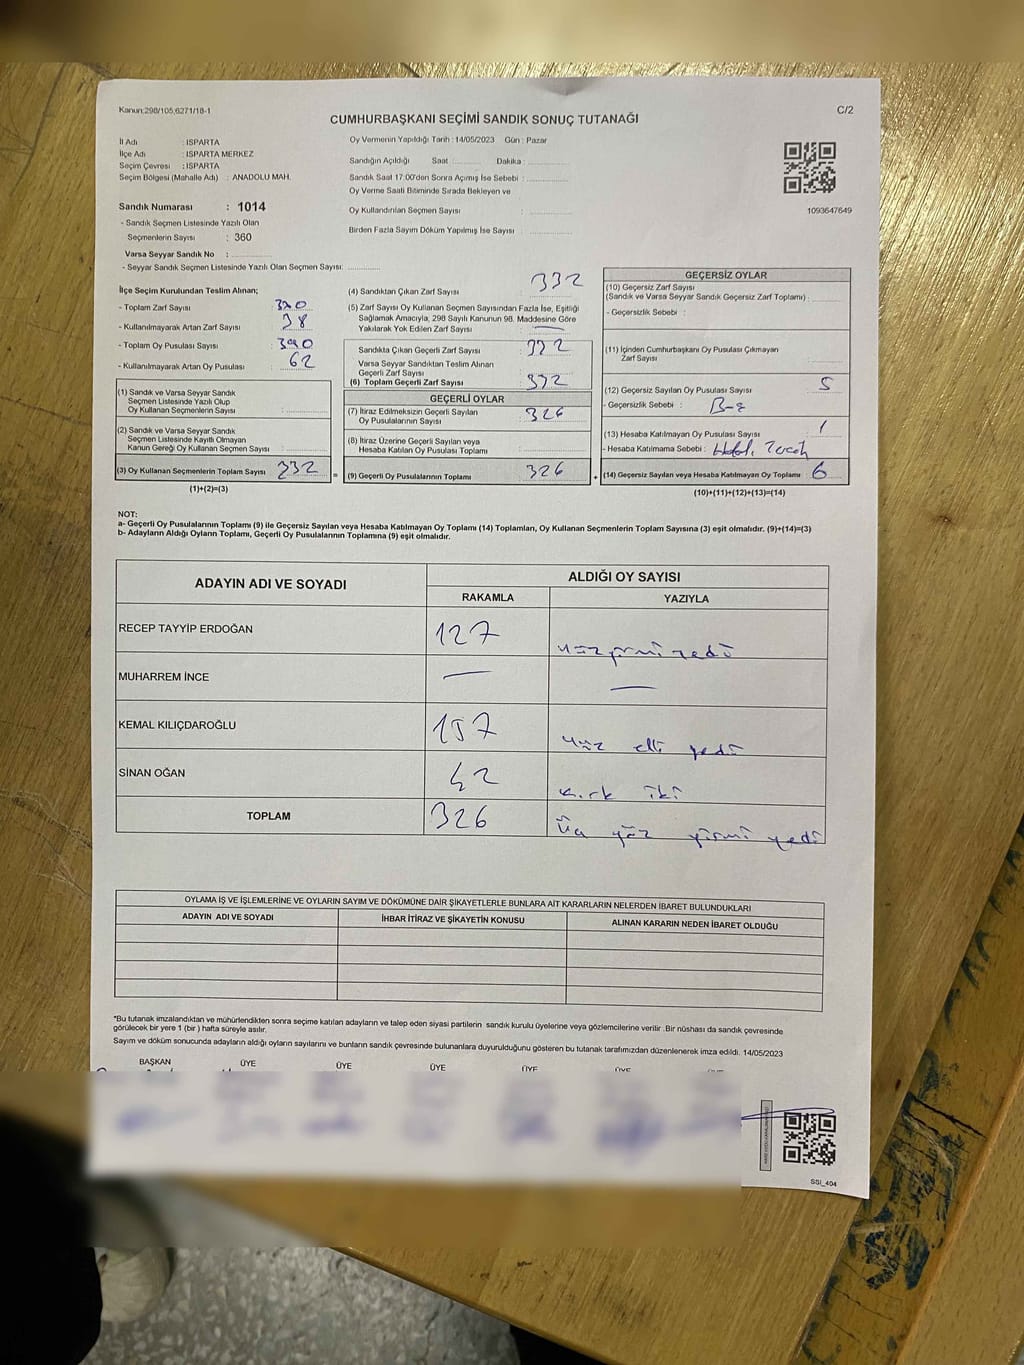 Kanun:298/105,6271/18-1
C/2
CUMHURBAŞKANI SEÇİMİ SANDIK SONUÇ TUTANAĞI
İl Adı : ISPARTA
İlçe Adı : ISPARTA MERKEZ
Seçim Çevresi : ISPARTA
Seçim Bölgesi (Mahalle Adı) : ANADOLU MAH.
Sandık Numarası : 1014
- Sandık Seçmen Listesinde Yazılı Olan
Seçmenlerin Sayısı : 360
Varsa Seyyar Sandık No :
- Seyyar Sandık Seçmen Listesinde Yazılı Olan Seçmen Sayısı:
Oy Vermenin Yapıldığı Tarih : 14/05/2023 Gün : Pazar
Sandığın Açıldığı Saat Dakika :
Sandık Saat 17:00'den Sonra Açımış İse Sebebi :
Oy Verme Saati Bitiminde Sırada Bekleyen ve
Oy Kullandırılan Seçmen Sayısı :
Birden Fazla Sayım Döküm Yapılmış İse Sayısı :
1093647649
İlçe Seçim Kurulundan Teslim Alınan;
- Toplam Zarf Sayısı
- Kullanılmayarak Artan Zarf Sayısı : 38
- Toplam Oy Pusulası Sayısı
- Kullanılmayarak Artan Oy Pusulası : 62
(1) Sandık ve Varsa Seyyar Sandık
Seçmen Listesinde Yazılı Olup
Oy Kullanan Seçmenlerin Sayısı :
(2) Sandık ve Varsa Seyyar Sandık
Seçmen Listesinde Kayıtlı Olmayan
Kanun Gereği Oy Kullanan Seçmen Sayısı :
(3) Oy Kullanan Seçmenlerin Toplam Sayısı : 332
(1)+(2)=(3)
(4) Sandıktan Çıkan Zarf Sayısı : 332
(5) Zarf Sayısı Oy Kullanan Seçmen Sayısından Fazla İse, Eşitliği
Sağlamak Amacıyla, 298 Sayılı Kanunun 98. Maddesine Göre
Yakılarak Yok Edilen Zarf Sayısı : —
Sandıkta Çıkan Geçerli Zarf Sayısı : 332
Varsa Seyyar Sandıktan Teslim Alınan
Geçerli Zarf Sayısı
(6) Toplam Geçerli Zarf Sayısı : 332
GEÇERLİ OYLAR
(7) İtiraz Edilmeksizin Geçerli Sayılan
Oy Pusulalarının Sayısı : 326
(8) İtiraz Üzerine Geçerli Sayılan veya
Hesaba Katılan Oy Pusulası Toplamı :
(9) Geçerli Oy Pusulalarının Toplamı : 326
GEÇERSİZ OYLAR
(10) Geçersiz Zarf Sayısı
(Sandık ve Varsa Seyyar Sandık Geçersiz Zarf Toplamı) :
- Geçersizlik Sebebi :
(11) İçinden Cumhurbaşkanı Oy Pusulası Çıkmayan
Zarf Sayısı :
(12) Geçersiz Sayılan Oy Pusulası Sayısı : 5
- Geçersizlik Sebebi :
(13) Hesaba Katılmayan Oy Pusulası Sayısı : 1
- Hesaba Katılmama Sebebi :
(14) Geçersiz Sayılan veya Hesaba Katılmayan Oy Toplamı : 6
(10)+(11)+(12)+(13)=(14)
NOT:
a- Geçerli Oy Pusulalarının Toplamı (9) ile Geçersiz Sayılan veya Hesaba Katılmayan Oy Toplamı (14) Toplamları, Oy Kullanan Seçmenlerin Toplam Sayısına (3) eşit olmalıdır. (9)+(14)=(3)
b- Adayların Aldığı Oyların Toplamı, Geçerli Oy Pusulalarının Toplamına (9) eşit olmalıdır.
ADAYIN ADI VE SOYADI
ALDIĞI OY SAYISI
RAKAMLA YAZIYLA
RECEP TAYYİP ERDOĞAN 127 yüz yirmi yedi
MUHARREM İNCE — —
KEMAL KILIÇDAROĞLU 157 yüz elli yedi
SİNAN OĞAN 42 kırk iki
TOPLAM 326 üç yüz yirmi yedi
OYLAMA İŞ VE İŞLEMLERİNE VE OYLARIN SAYIM VE DÖKÜMÜNE DAİR ŞİKAYETLERLE BUNLARA AİT KARARLARIN NELERDEN İBARET BULUNDUKLARI
ADAYIN ADI VE SOYADI İHBAR İTİRAZ VE ŞİKAYETİN KONUSU ALINAN KARARIN NEDEN İBARET OLDUĞU
*Bu tutanak imzalandıktan ve mühürlendikten sonra seçime katılan adayların ve talep eden siyasi partilerin sandık kurulu üyelerine veya gözlemcilerine verilir .Bir nüshası da sandık çevresinde
görülecek bir yere 1 (bir ) hafta süreyle asılır.
Sayım ve döküm sonucunda adayların aldığı oyların sayılarını ve bunların sandık çevresinde bulunanlara duyurulduğunu gösteren bu tutanak tarafımızdan düzenlenerek imza edildi. 14/05/2023
BAŞKAN ÜYE ÜYE ÜYE ÜYE ÜYE
SSI_404